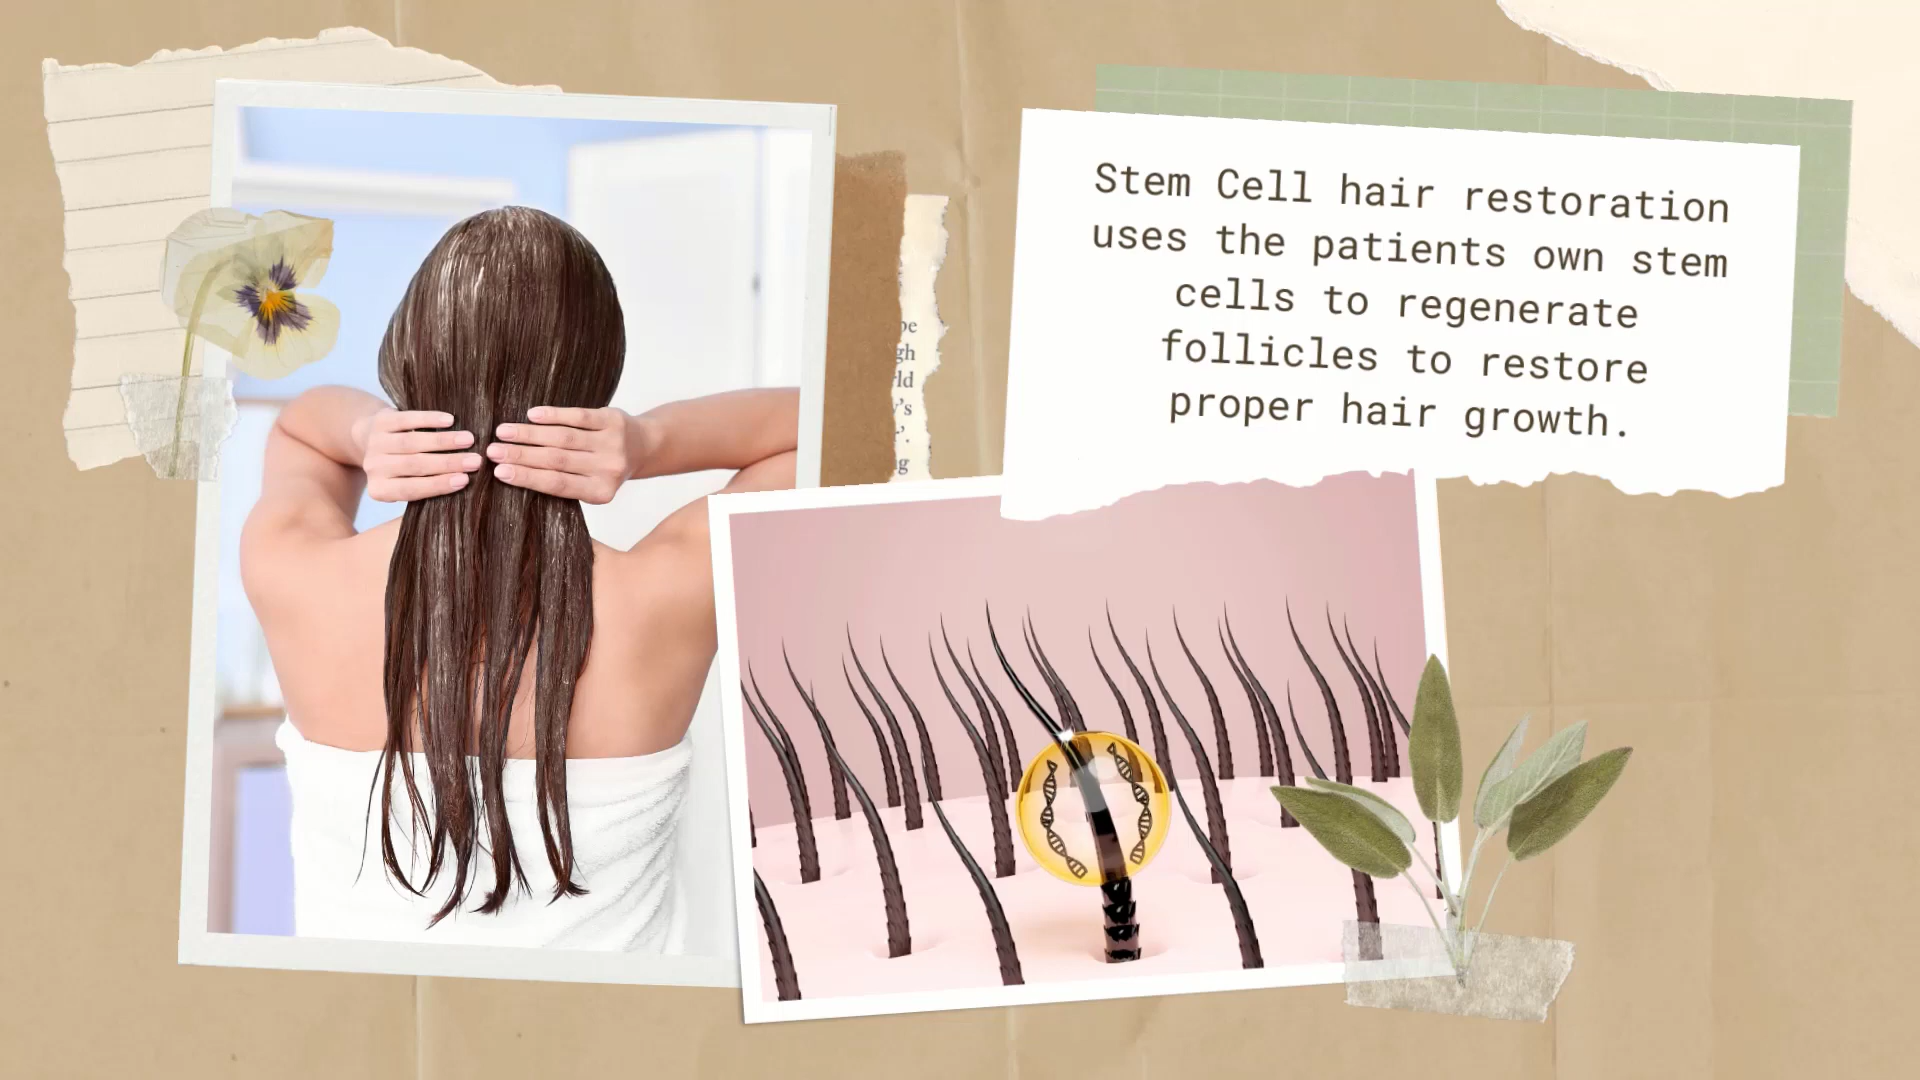 Stem Cell hair restoration
uses the patients own stem
cells to regenerate
follicles to restore
proper hair growth.